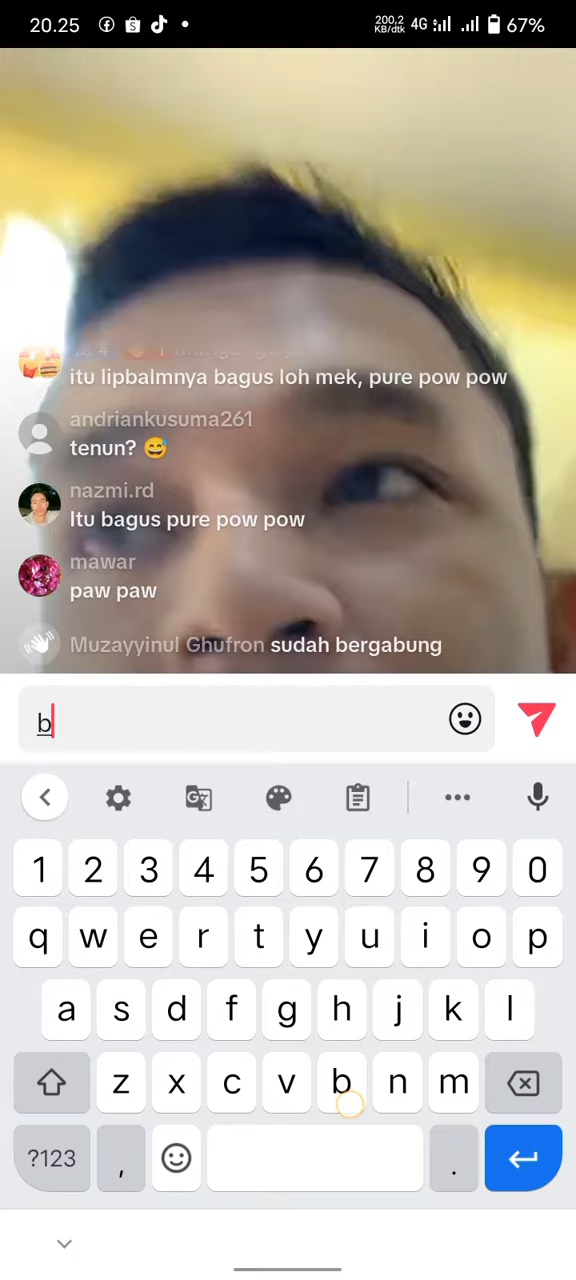 20.25
200,2
KB/dtk
4G
67%
itu lipbalmnya bagus loh mek, pure pow pow
andriankusuma261
tenun? 😅
nazmi.rd
Itu bagus pure pow pow
mawar
paw paw
Muzayyinul Ghufron sudah bergabung
b
1 2 3 4 5 6 7 8 9 0
q w e r t y u i o p
a s d f g h j k l
z x c v b n m
?123 , .